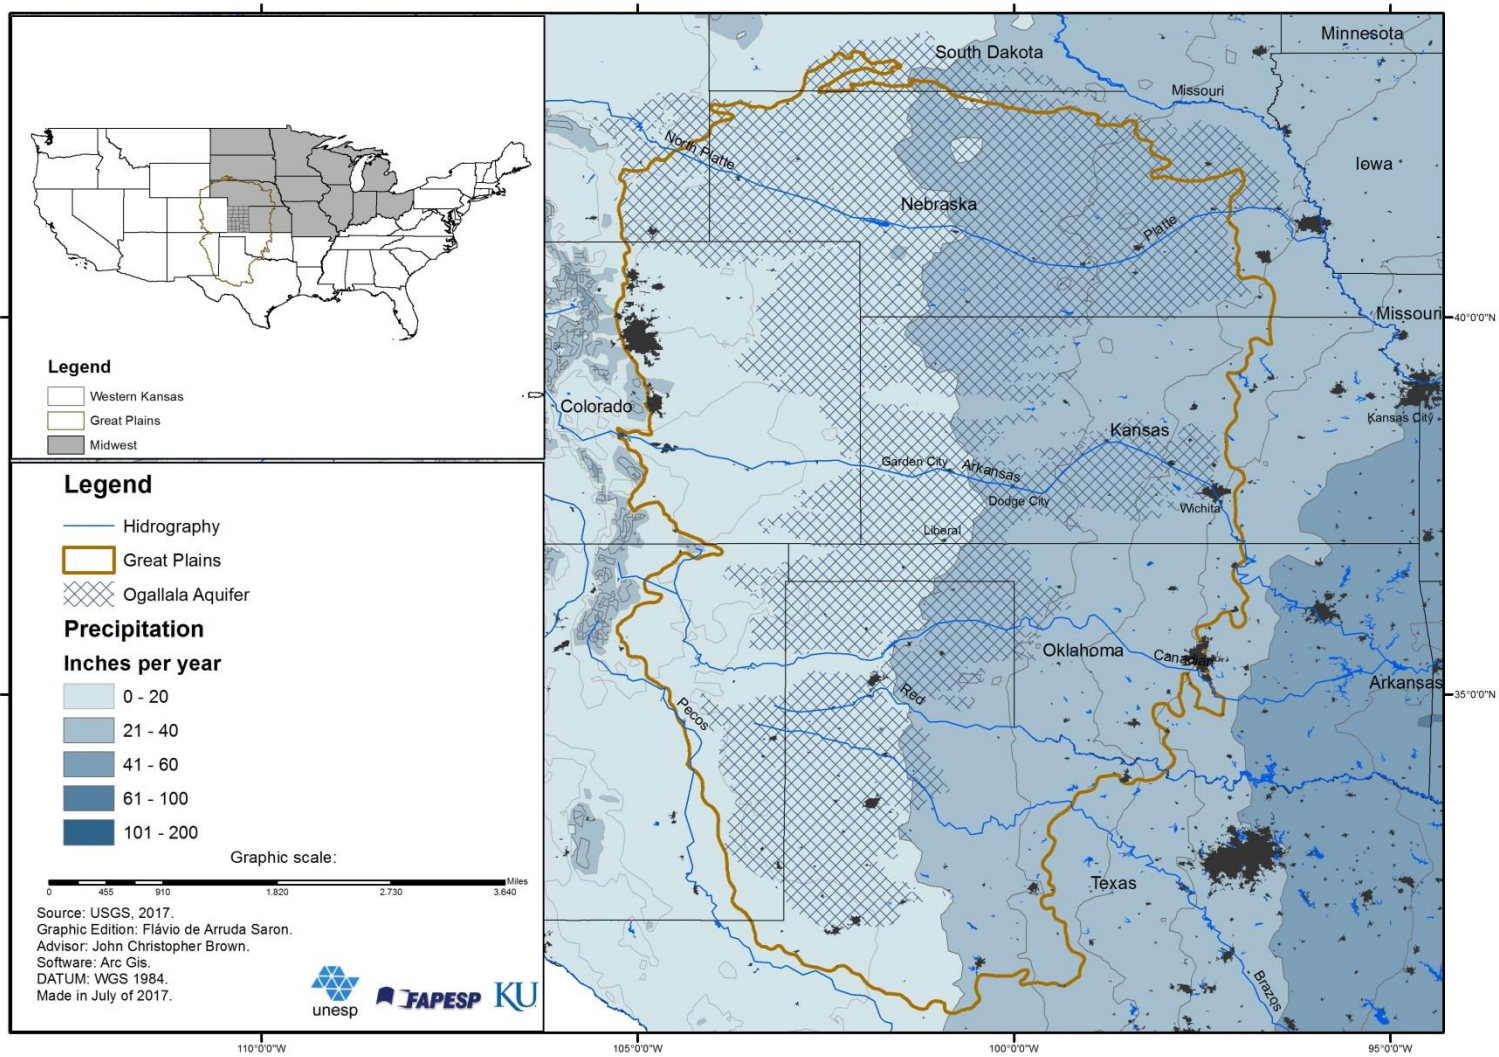 Legend
Western Kansas
Great Plains
Midwest
Legend
Hidrography
Great Plains
Ogallala Aquifer
Precipitation
Inches per year
0 - 20
21 - 40
41 - 60
61 - 100
101 - 200
Graphic scale:
Miles
0 455 910 1.820 2.730 3.640
Source: USGS, 2017.
Graphic Edition: Flávio de Arruda Saron.
Advisor: John Christopher Brown.
Software: Arc Gis.
DATUM: WGS 1984.
Made in July of 2017.
unesp
FAPESP
KU
Minnesota
South Dakota
Missouri
North Platte
Iowa
Nebraska
Platte
Missouri
40°0'0"N
Colorado
Kansas City
Kansas
Garden City
Arkansas
Dodge City
Wichita
Liberal
Oklahoma
Canadian
Arkansas
35°0'0"N
Red
Pecos
Texas
Brazos
110°0'0"W
105°0'0"W
100°0'0"W
95°0'0"W